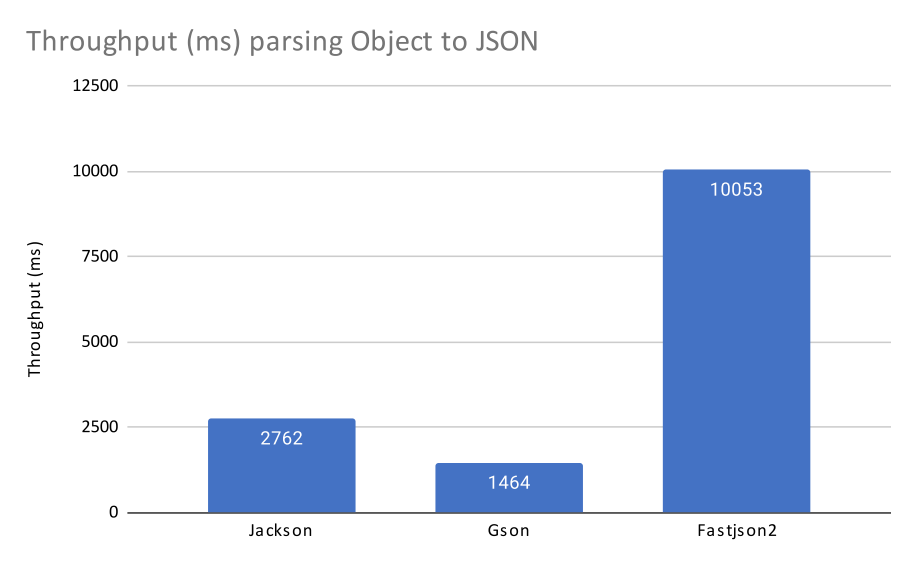 Throughput (ms) parsing Object to JSON
12500
10000
7500
5000
2500
0
Throughput (ms)
2762
1464
10053
Jackson
Gson
Fastjson2